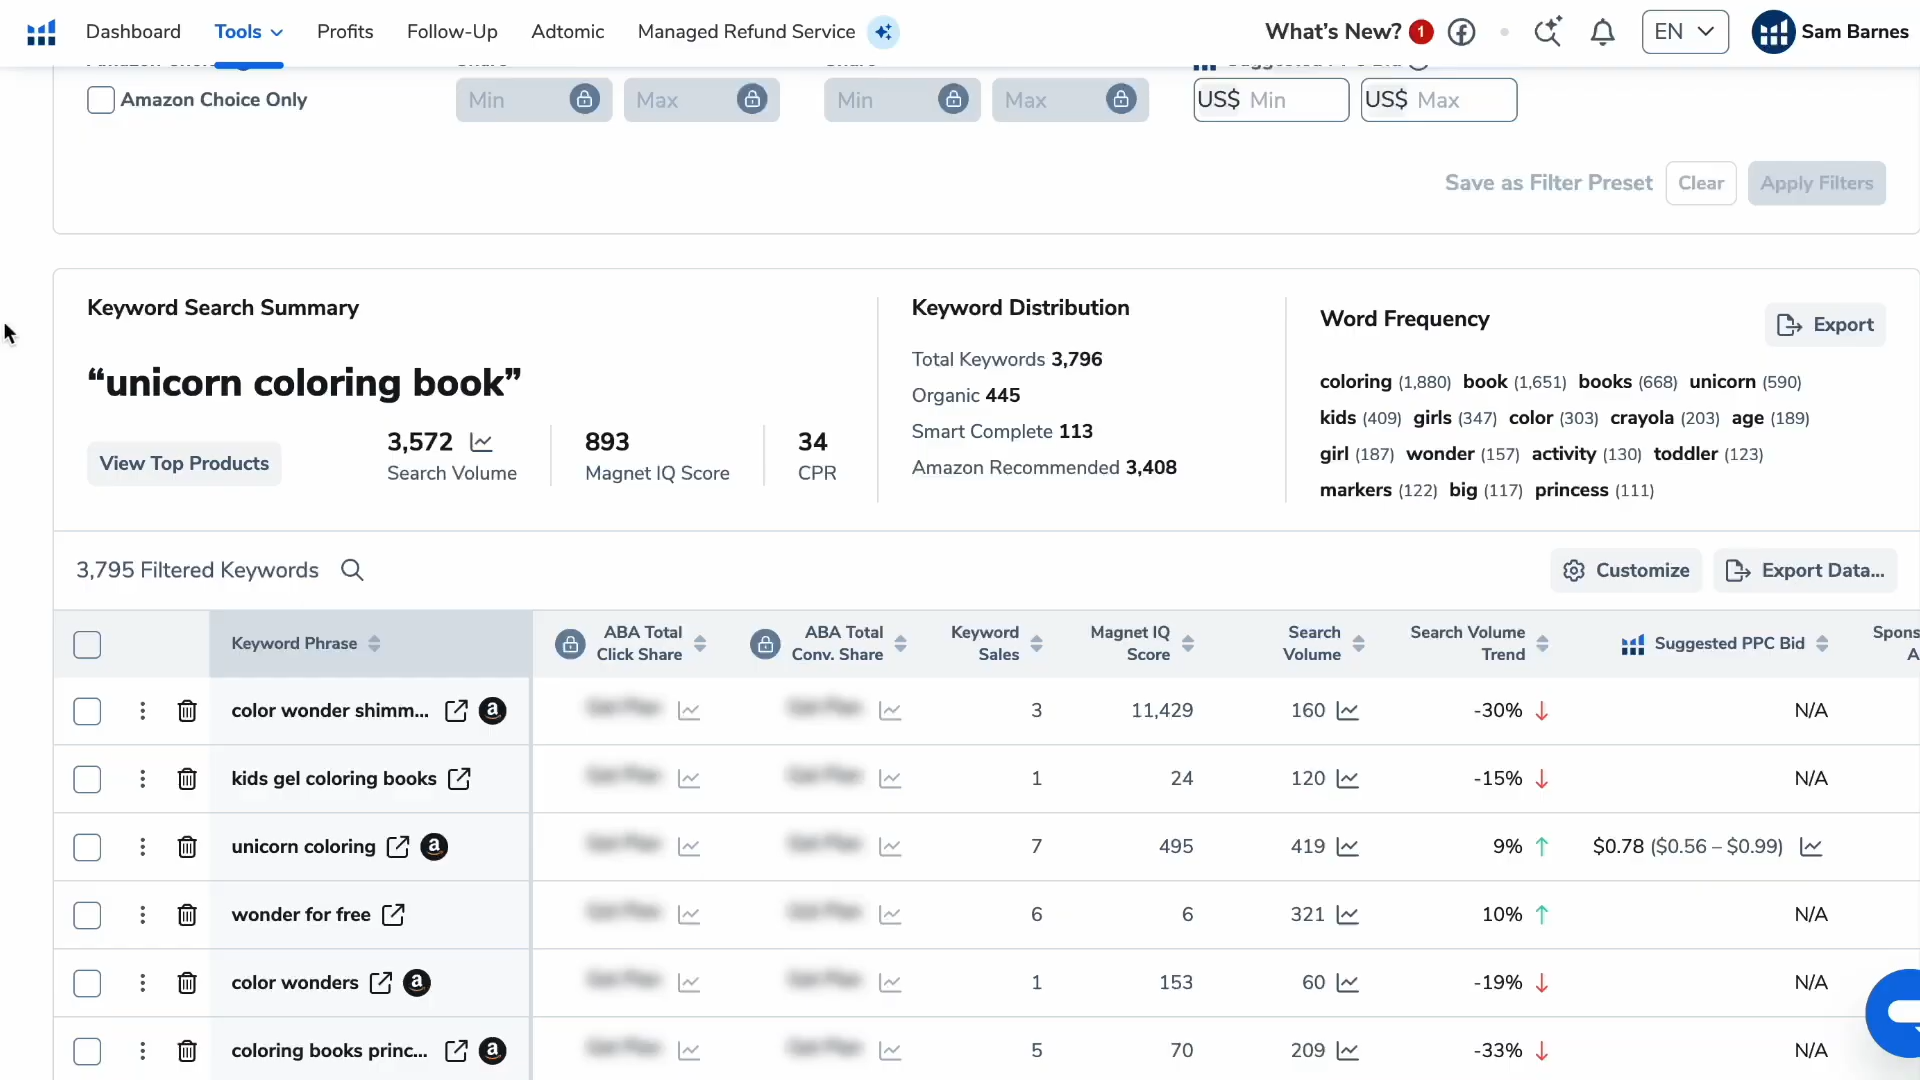 Dashboard Tools Profits Follow-Up Adtomic Managed Refund Service What's New? 1 EN Sam Barnes
Amazon Choice Only Min Max Min Max US$ Min US$ Max
Save as Filter Preset Clear Apply Filters
Keyword Search Summary
“unicorn coloring book”
View Top Products
3,572
Search Volume
893
Magnet IQ Score
34
CPR
Keyword Distribution
Total Keywords 3,796
Organic 445
Smart Complete 113
Amazon Recommended 3,408
Word Frequency
Export
coloring (1,880) book (1,651) books (668) unicorn (590)
kids (409) girls (347) color (303) crayola (203) age (189)
girl (187) wonder (157) activity (130) toddler (123)
markers (122) big (117) princess (111)
3,795 Filtered Keywords Customize Export Data...
Keyword Phrase
ABA Total
Click Share
ABA Total
Conv. Share
Keyword
Sales
Magnet IQ
Score
Search
Volume
Search Volume
Trend
Suggested PPC Bid
Spons
A
color wonder shimm... a 3 11,429 160 -30% N/A
kids gel coloring books 1 24 120 -15% N/A
unicorn coloring a 7 495 419 9% $0.78 ($0.56 – $0.99)
wonder for free 6 6 321 10% N/A
color wonders a 1 153 60 -19% N/A
coloring books princ... a 5 70 209 -33% N/A